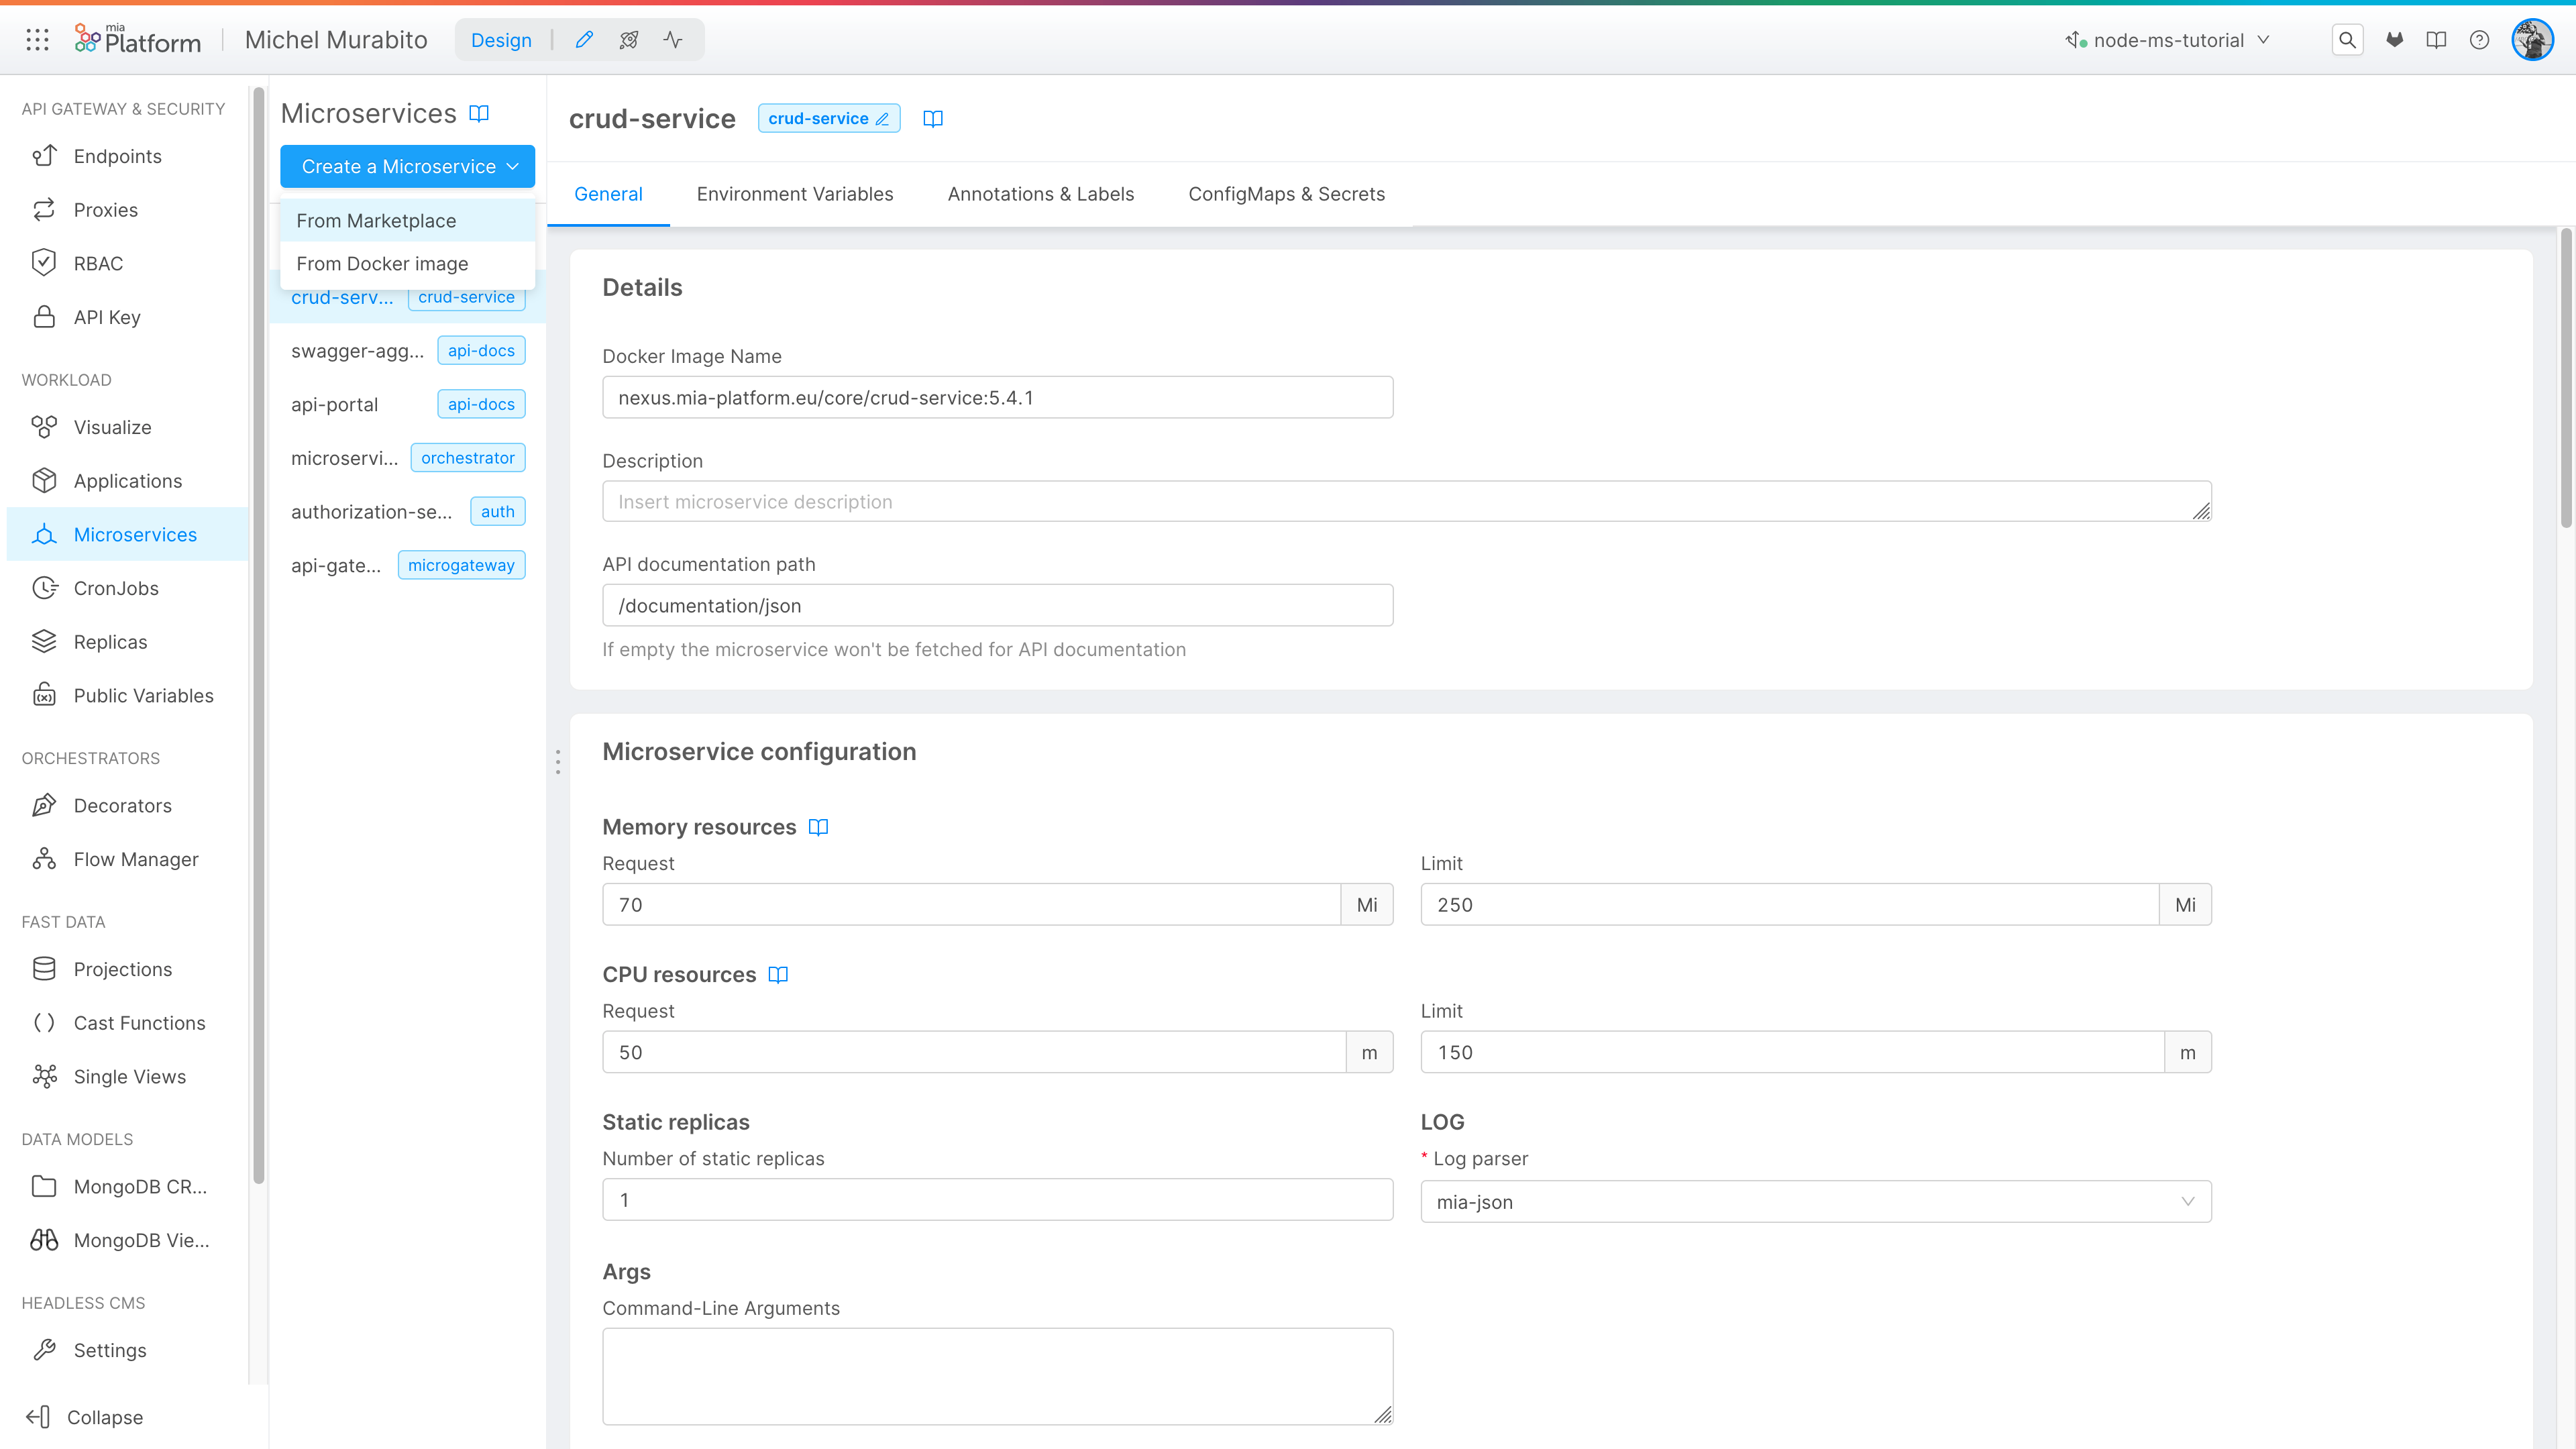 mia
Platform
Michel Murabito
Design
node-ms-tutorial
API GATEWAY & SECURITY
Endpoints
Proxies
RBAC
API Key
WORKLOAD
Visualize
Applications
Microservices
CronJobs
Replicas
Public Variables
ORCHESTRATORS
Decorators
Flow Manager
FAST DATA
Projections
Cast Functions
Single Views
DATA MODELS
MongoDB CR...
MongoDB Vie...
HEADLESS CMS
Settings
Collapse
Microservices
Create a Microservice
From Marketplace
From Docker image
crud-serv... crud-service
swagger-agg... api-docs
api-portal api-docs
microservi... orchestrator
authorization-se... auth
api-gate... microgateway
crud-service crud-service
General Environment Variables Annotations & Labels ConfigMaps & Secrets
Details
Docker Image Name
nexus.mia-platform.eu/core/crud-service:5.4.1
Description
Insert microservice description
API documentation path
/documentation/json
If empty the microservice won't be fetched for API documentation
Microservice configuration
Memory resources
Request Limit
70 Mi 250 Mi
CPU resources
Request Limit
50 m 150 m
Static replicas LOG
Number of static replicas * Log parser
1 mia-json
Args
Command-Line Arguments